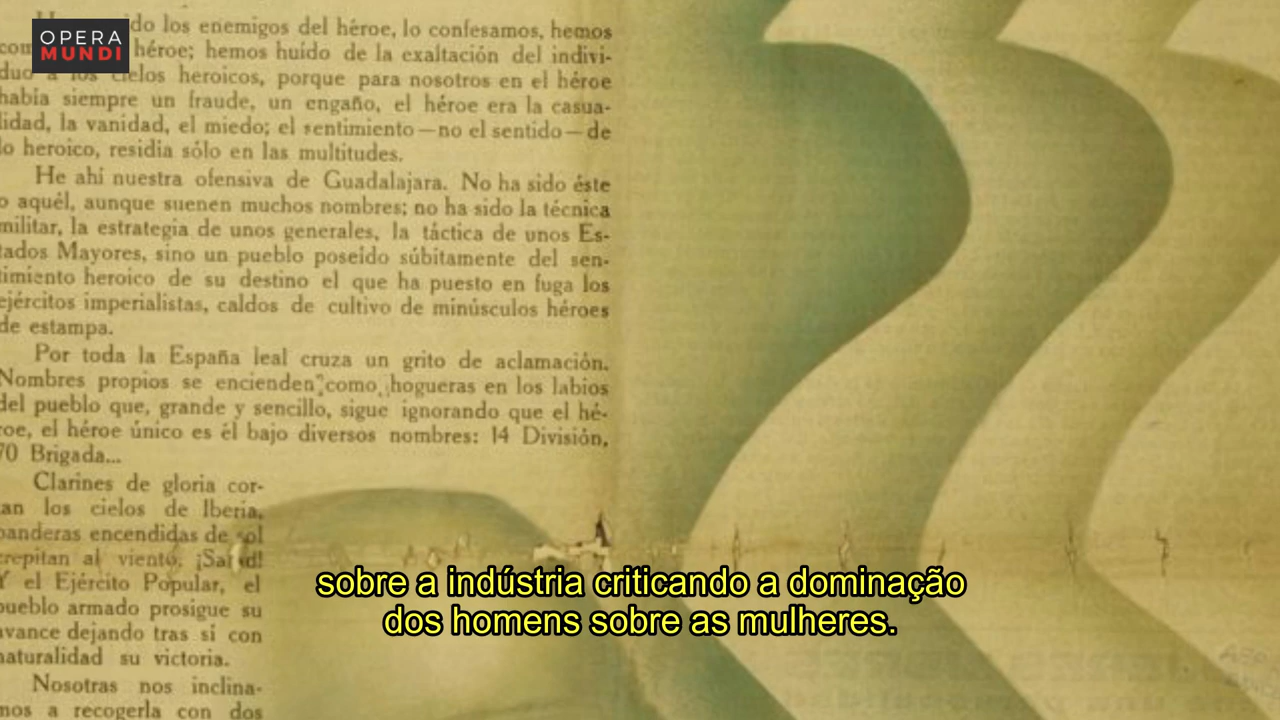 OPERA
MUNDI
ido los enemigos del héroe, lo confesamos, hemos
héroe; hemos huído de la exaltación del indivi-
duo a los cielos heroicos, porque para nosotros en el héroe
había siempre un fraude, un engaño, el héroe era la casua-
lidad, la vanidad, el miedo; el sentimiento—no el sentido—de
lo heroico, residia sólo en las multitudes.
He ahí nuestra ofensiva de Guadalajara. No ha sido éste
o aquél, aunque suenen muchos nombres; no ha sido la técnica
militar, la estrategia de unos generales, la táctica de unos Es-
tados Mayores, sino un pueblo poseído súbitamente del sen-
timiento heroico de su destino el que ha puesto en fuga los
ejércitos imperialistas, caldos de cultivo de minúsculos héroes
de estampa.
Por toda la España leal cruza un grito de aclamación.
Nombres propios se encienden como hogueras en los labios
del pueblo que, grande y sencillo, sigue ignorando que el hé-
roe, el héroe único es él bajo diversos nombres: 14 División,
70 Brigada...
Clarines de gloria cor-
tan los cielos de Iberia,
banderas encendidas de sol
crepitan al viento. ¡Salud!
Y el Ejército Popular, el
pueblo armado prosigue su
avance dejando tras sí con
naturalidad su victoria.
Nosotras nos inclina-
mos a recogerla con dos
sobre a indústria criticando a dominação
dos homens sobre as mulheres.